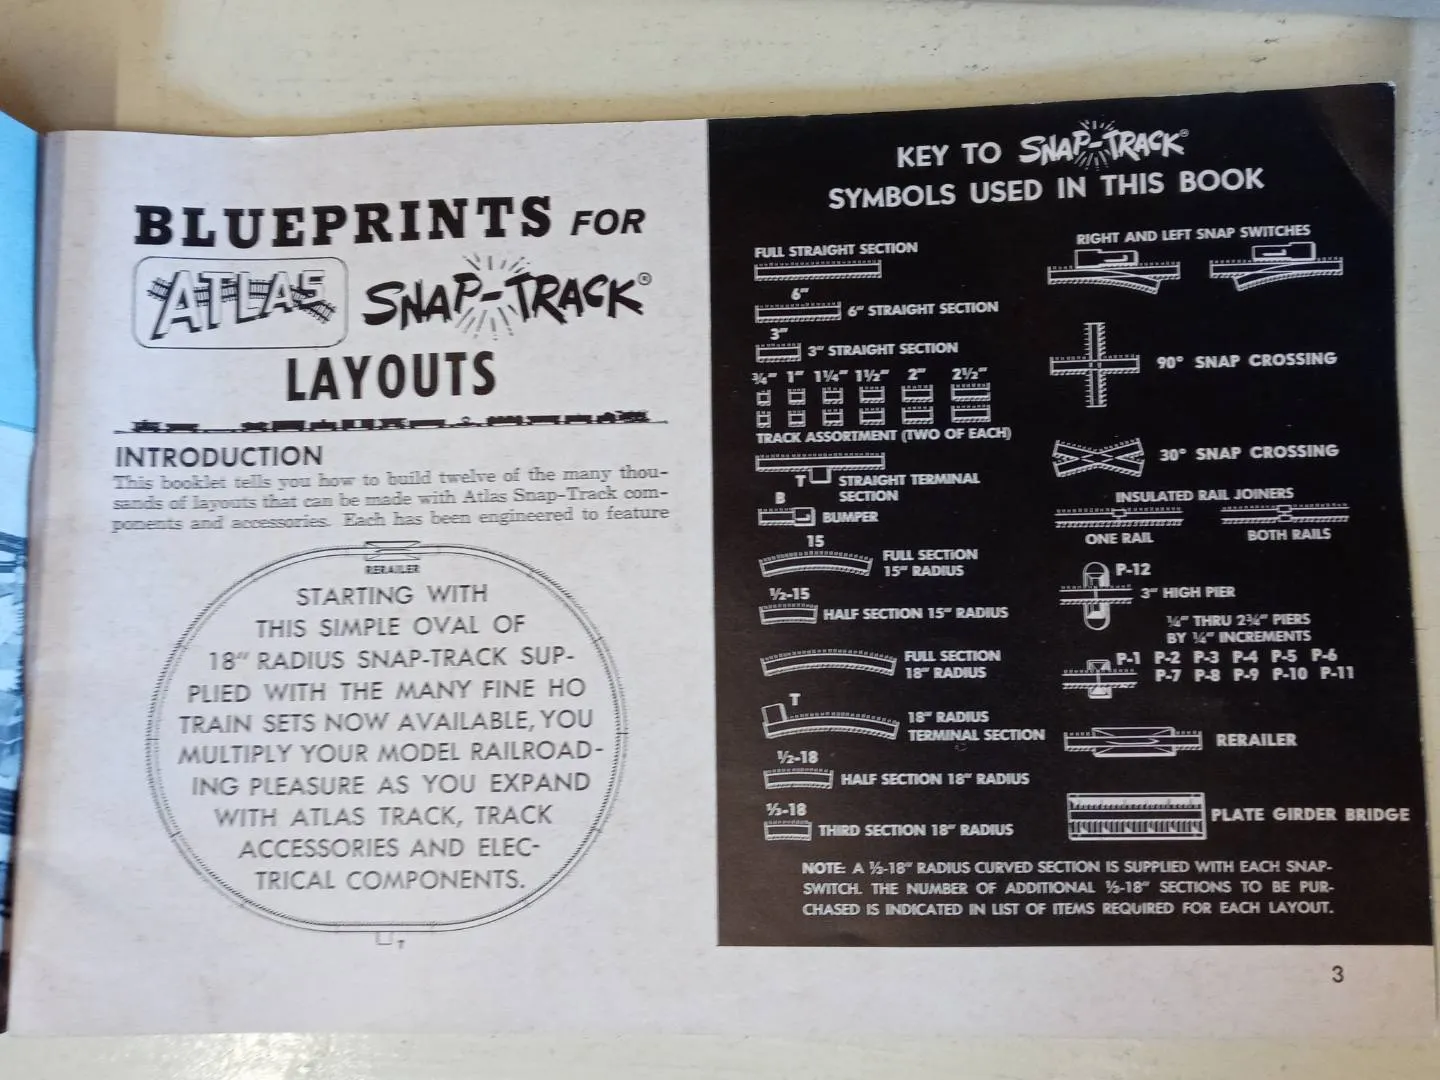 BLUEPRINTS FOR
ATLAS SNAP-TRACK®
LAYOUTS
INTRODUCTION
This booklet tells you how to build twelve of the many thou-
sands of layouts that can be made with Atlas Snap-Track com-
ponents and accessories. Each has been engineered to feature
RERAILER
STARTING WITH
THIS SIMPLE OVAL OF
18" RADIUS SNAP-TRACK SUP-
PLIED WITH THE MANY FINE HO
TRAIN SETS NOW AVAILABLE, YOU
MULTIPLY YOUR MODEL RAILROAD-
ING PLEASURE AS YOU EXPAND
WITH ATLAS TRACK, TRACK
ACCESSORIES AND ELEC-
TRICAL COMPONENTS.
T
KEY TO SNAP-TRACK®
SYMBOLS USED IN THIS BOOK
FULL STRAIGHT SECTION
6"
6" STRAIGHT SECTION
3"
3" STRAIGHT SECTION
¾" 1" 1¼" 1½" 2" 2½"
TRACK ASSORTMENT (TWO OF EACH)
T STRAIGHT TERMINAL
SECTION
B
BUMPER
15
FULL SECTION
15" RADIUS
½-15
HALF SECTION 15" RADIUS
FULL SECTION
18" RADIUS
T
18" RADIUS
TERMINAL SECTION
½-18
HALF SECTION 18" RADIUS
⅓-18
THIRD SECTION 18" RADIUS
RIGHT AND LEFT SNAP SWITCHES
90° SNAP CROSSING
30° SNAP CROSSING
INSULATED RAIL JOINERS
ONE RAIL
BOTH RAILS
P-12
3" HIGH PIER
¼" THRU 2¾" PIERS
BY ¼" INCREMENTS
P-1 P-2 P-3 P-4 P-5 P-6
P-7 P-8 P-9 P-10 P-11
RERAILER
PLATE GIRDER BRIDGE
NOTE: A ⅓-18" RADIUS CURVED SECTION IS SUPPLIED WITH EACH SNAP-
SWITCH. THE NUMBER OF ADDITIONAL ⅓-18" SECTIONS TO BE PUR-
CHASED IS INDICATED IN LIST OF ITEMS REQUIRED FOR EACH LAYOUT.
3